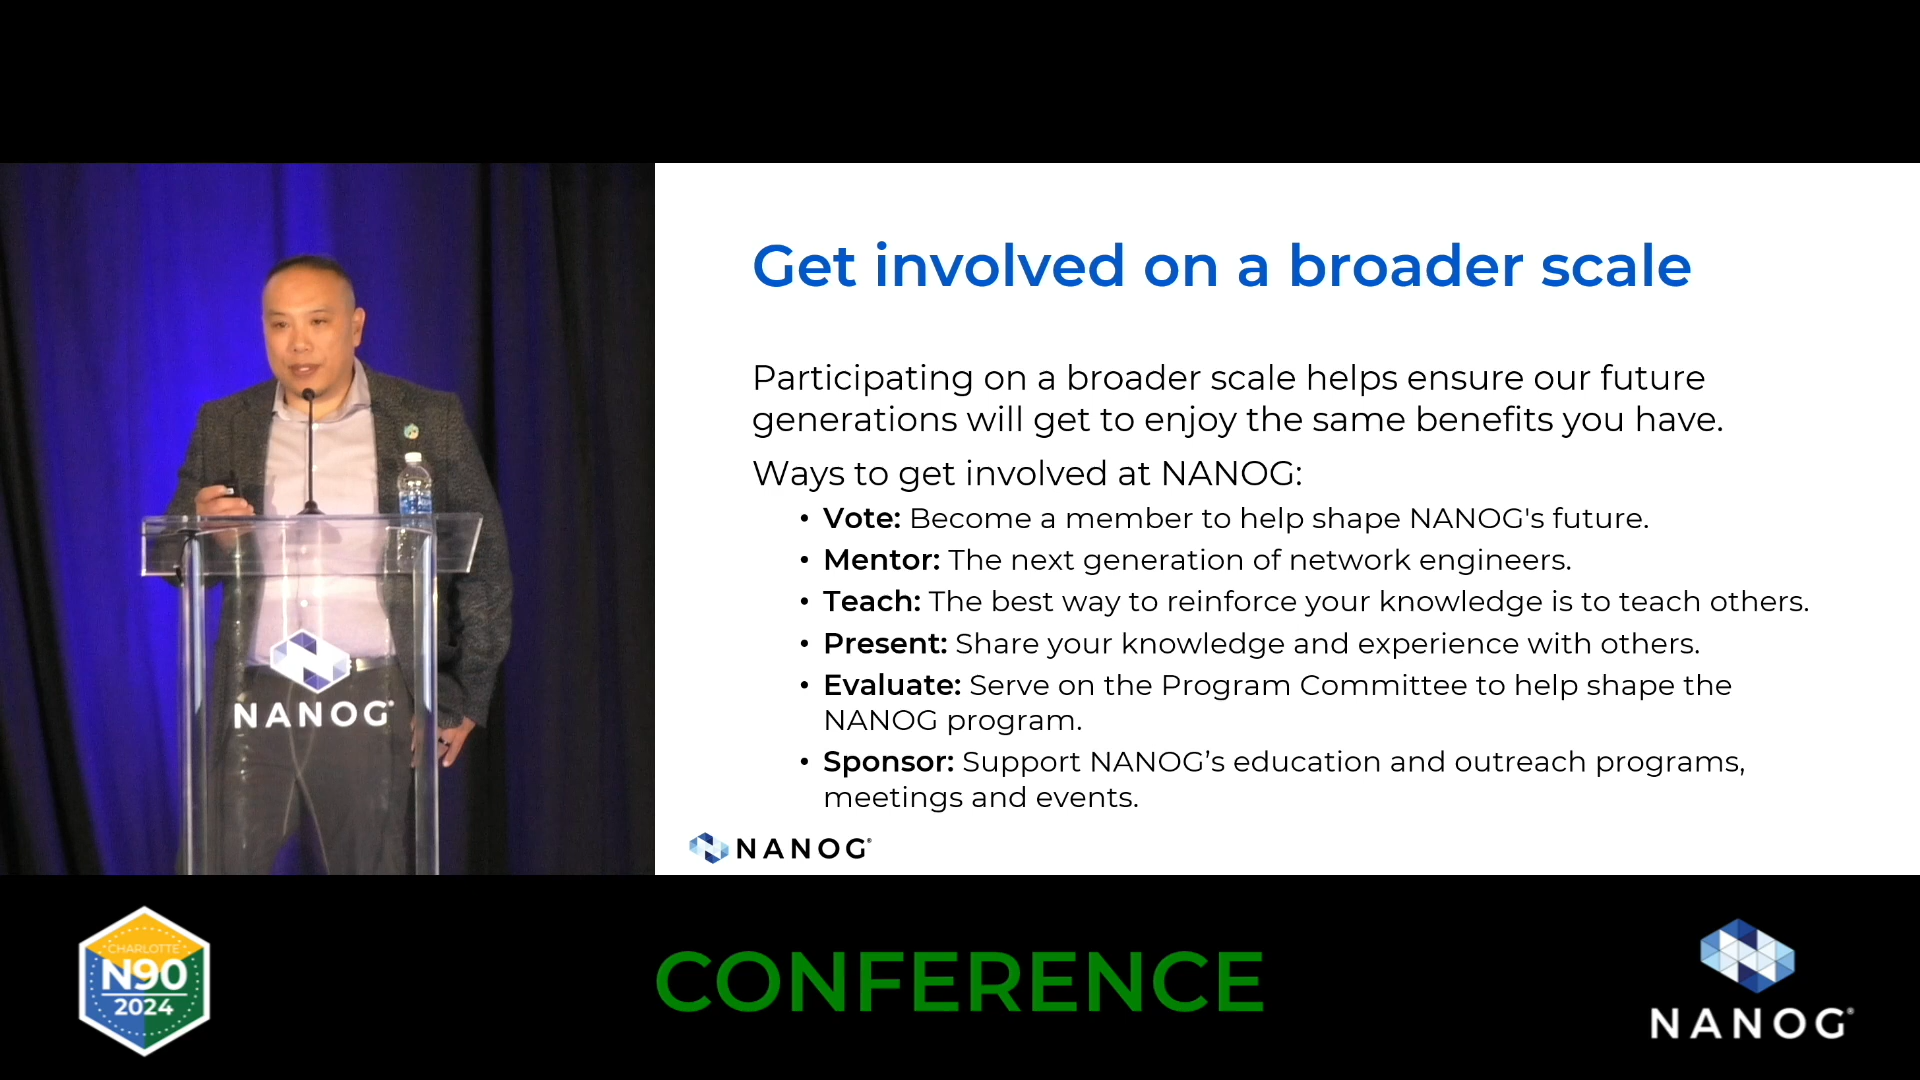 Get involved on a broader scale
Participating on a broader scale helps ensure our future
generations will get to enjoy the same benefits you have.
Ways to get involved at NANOG:
• Vote: Become a member to help shape NANOG's future.
• Mentor: The next generation of network engineers.
• Teach: The best way to reinforce your knowledge is to teach others.
• Present: Share your knowledge and experience with others.
• Evaluate: Serve on the Program Committee to help shape the
NANOG program.
• Sponsor: Support NANOG’s education and outreach programs,
meetings and events.
NANOG®
NANOG®
CHARLOTTE
N90
2024
CONFERENCE
NANOG®